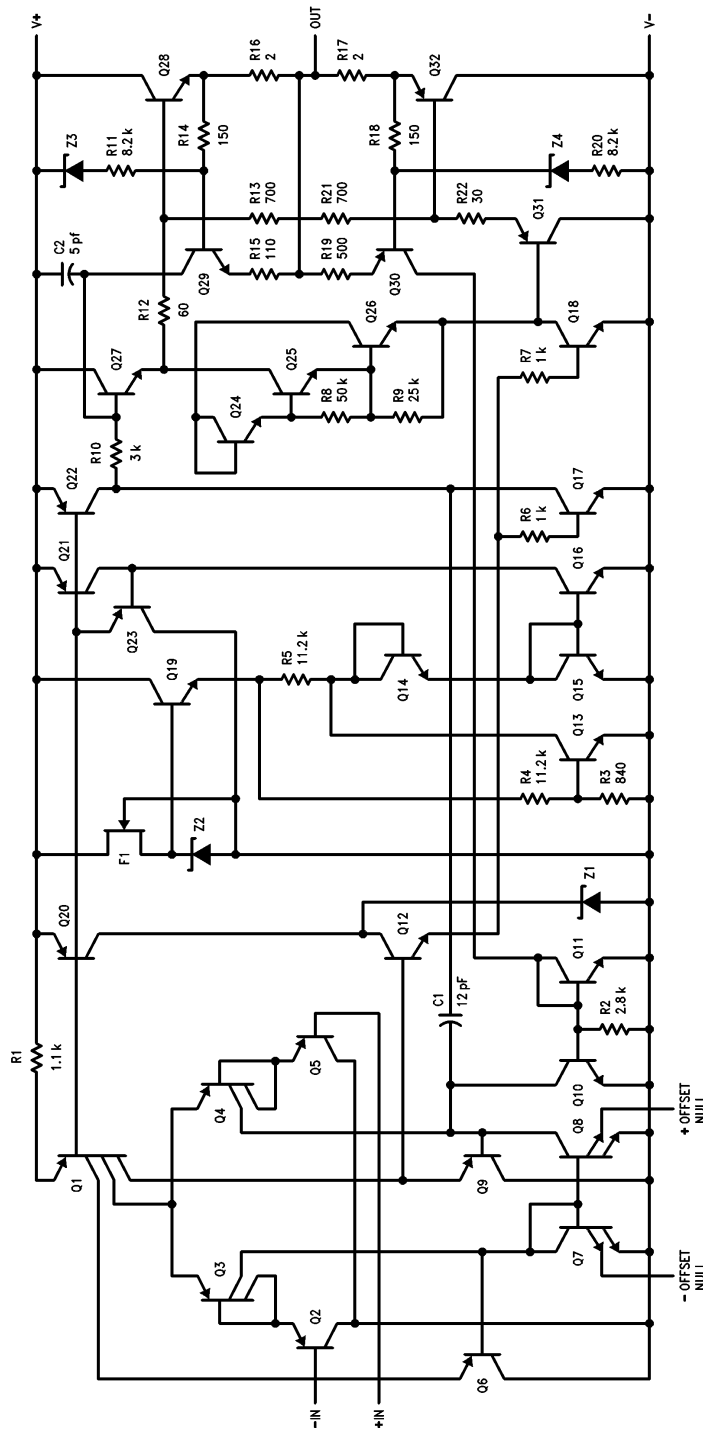 V+
OUT
V-
R16
2
R17
2
Q28
Q32
R14
150
R18
150
Z3
R11
8.2 k
Z4
R20
8.2 k
R13
700
R21
700
R22
30
Q31
C2
5 pf
Q29
R15
110
R19
500
Q30
R12
60
Q26
Q18
Q27
Q25
R7
1 k
Q24
R8
50 k
R9
25 k
R10
3 k
Q22
Q17
R6
1 k
Q21
Q16
Q23
Q19
R5
11.2 k
Q14
Q15
Q13
R4
11.2 k
R3
840
F1
Z2
Q20
Q12
Z1
Q11
C1
12 pF
R2
2.8 k
R1
1.1 k
Q5
Q4
Q10
Q8
Q1
Q9
+ OFFSET
NULL
Q3
Q7
Q2
- OFFSET
NULL
Q6
-IN
+IN